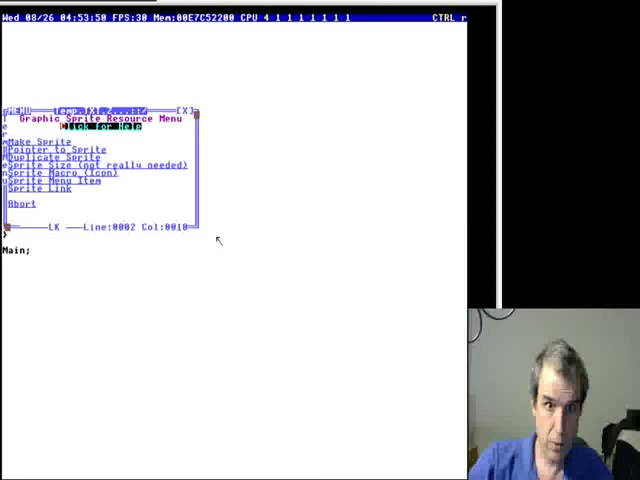 Wed 08/26 04:53:50 FPS:30 Mem:00E7C52200 CPU 4 1 1 1 1 1 1 1 CTRL r
MENU Temp.TXT.Z...::/ [X]
Graphic Sprite Resource Menu
Click for Help
Make Sprite
Pointer to Sprite
Duplicate Sprite
Sprite Size (not really needed)
Sprite Macro (Icon)
Sprite Menu Item
Sprite Link
Abort
LK Line:0002 Col:0010
}
Main;